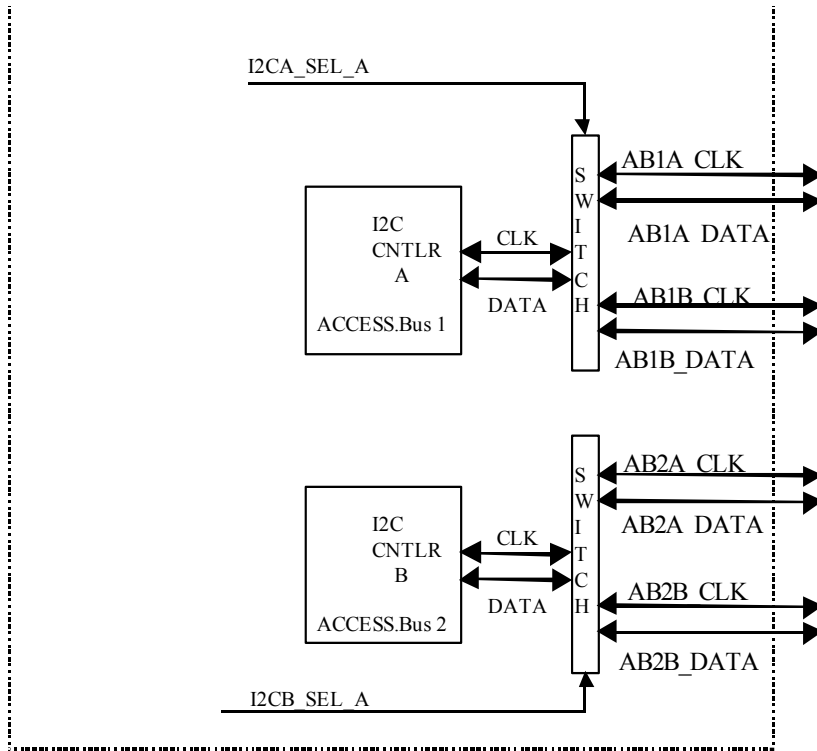 I2CA_SEL_A
S
W
I
T
C
H
AB1A CLK
AB1A DATA
AB1B CLK
AB1B_DATA
I2C
CNTLR
A
ACCESS.Bus 1
CLK
DATA
S
W
I
T
C
H
AB2A CLK
AB2A DATA
AB2B CLK
AB2B_DATA
I2C
CNTLR
B
ACCESS.Bus 2
CLK
DATA
I2CB_SEL_A